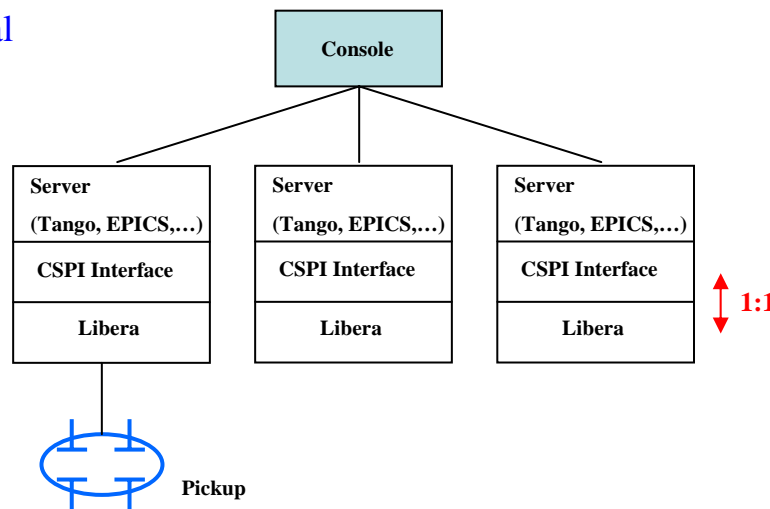 Console
Server
(Tango, EPICS,…)
CSPI Interface
Libera
Server
(Tango, EPICS,…)
CSPI Interface
Libera
Server
(Tango, EPICS,…)
CSPI Interface
Libera
1:1
Pickup